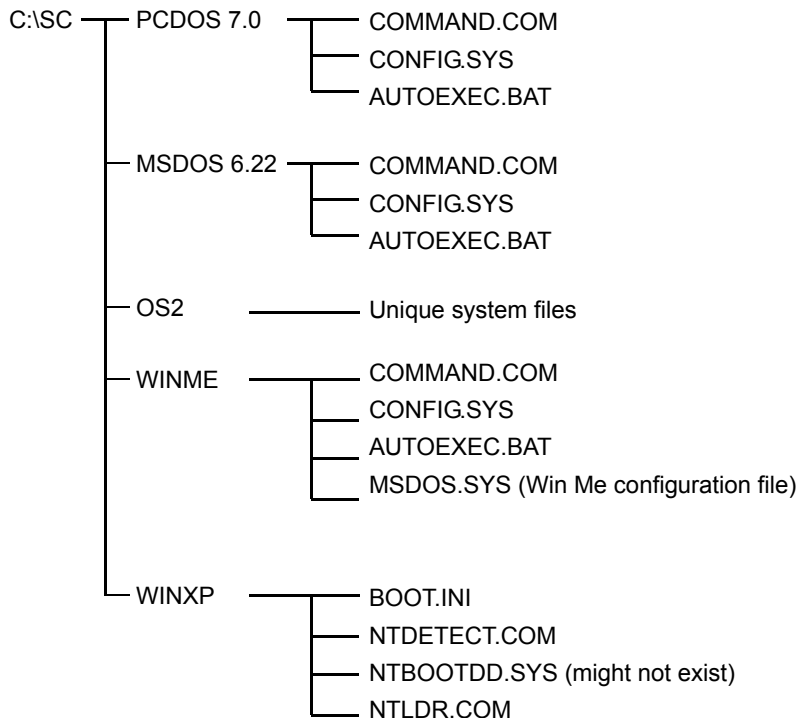 C:\SC PCDOS 7.0 COMMAND.COM
CONFIG.SYS
AUTOEXEC.BAT
MSDOS 6.22 COMMAND.COM
CONFIG.SYS
AUTOEXEC.BAT
OS2 Unique system files
WINME COMMAND.COM
CONFIG.SYS
AUTOEXEC.BAT
MSDOS.SYS (Win Me configuration file)
WINXP BOOT.INI
NTDETECT.COM
NTBOOTDD.SYS (might not exist)
NTLDR.COM